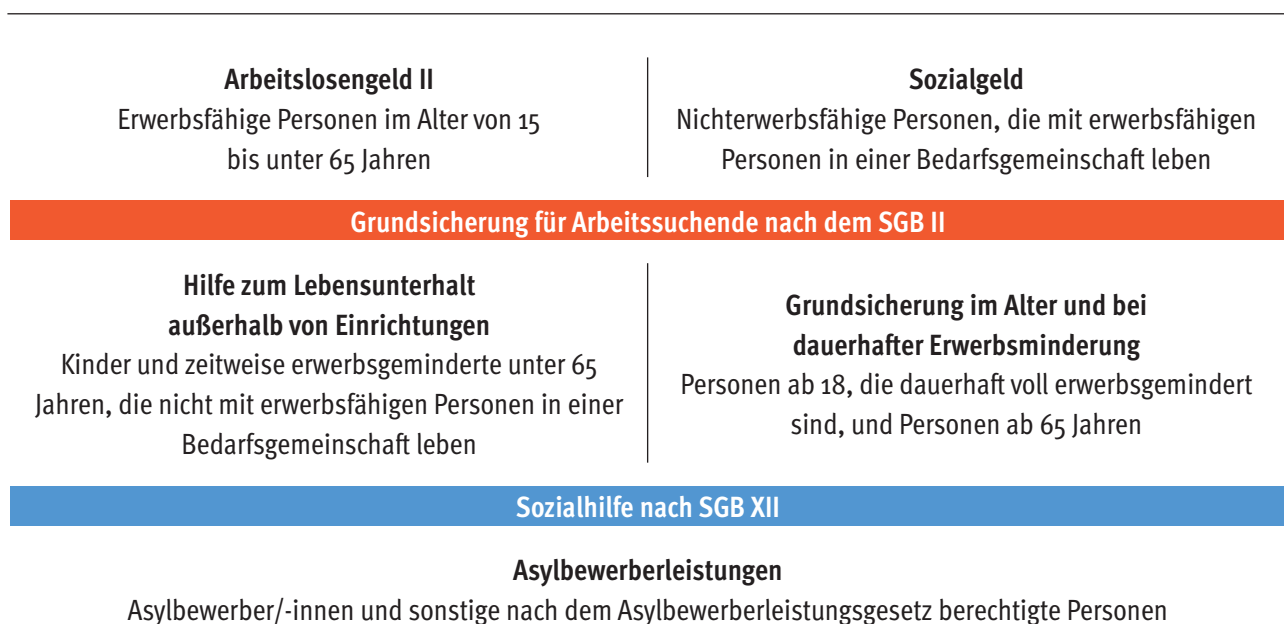 Arbeitslosengeld II
Erwerbsfähige Personen im Alter von 15
bis unter 65 Jahren
Sozialgeld
Nichterwerbsfähige Personen, die mit erwerbsfähigen
Personen in einer Bedarfsgemeinschaft leben
Grundsicherung für Arbeitssuchende nach dem SGB II
Hilfe zum Lebensunterhalt
außerhalb von Einrichtungen
Kinder und zeitweise erwerbsgeminderte unter 65
Jahren, die nicht mit erwerbsfähigen Personen in einer
Bedarfsgemeinschaft leben
Grundsicherung im Alter und bei
dauerhafter Erwerbsminderung
Personen ab 18, die dauerhaft voll erwerbsgemindert
sind, und Personen ab 65 Jahren
Sozialhilfe nach SGB XII
Asylbewerberleistungen
Asylbewerber/-innen und sonstige nach dem Asylbewerberleistungsgesetz berechtigte Personen